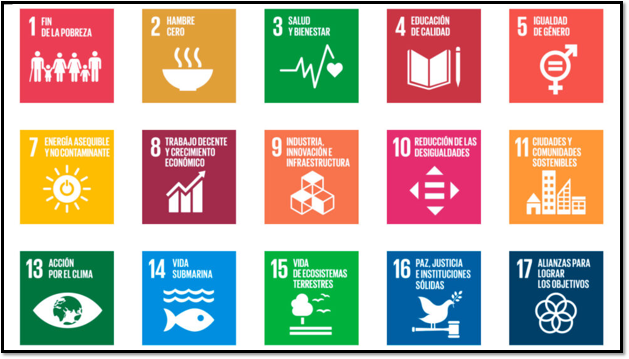 1 FIN
DE LA POBREZA
2 HAMBRE
CERO
3 SALUD
Y BIENESTAR
4 EDUCACIÓN
DE CALIDAD
5 IGUALDAD
DE GÉNERO
7 ENERGÍA ASEQUIBLE
Y NO CONTAMINANTE
8 TRABAJO DECENTE
Y CRECIMIENTO
ECONÓMICO
9 INDUSTRIA,
INNOVACIÓN E
INFRAESTRUCTURA
10 REDUCCIÓN DE LAS
DESIGUALDADES
11 CIUDADES Y
COMUNIDADES
SOSTENIBLES
13 ACCIÓN
POR EL CLIMA
14 VIDA
SUBMARINA
15 VIDA
DE ECOSISTEMAS
TERRESTRES
16 PAZ, JUSTICIA
E INSTITUCIONES
SÓLIDAS
17 ALIANZAS PARA
LOGRAR
LOS OBJETIVOS